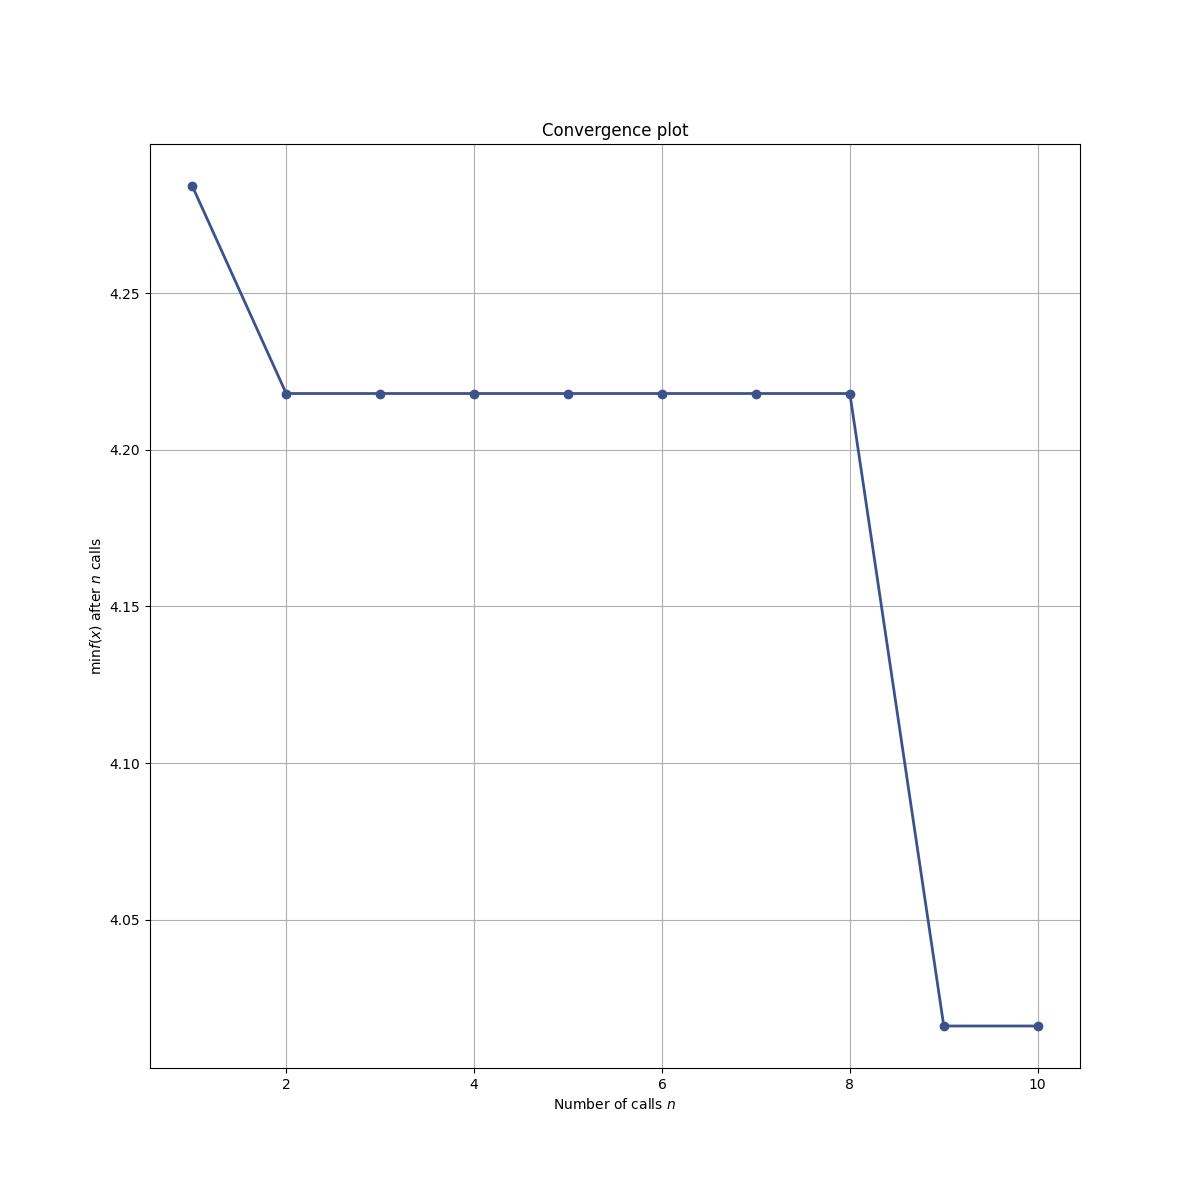 Convergence plot
4.25
4.20
4.15
4.10
4.05
min f(x) after n calls
2 4 6 8 10
Number of calls n